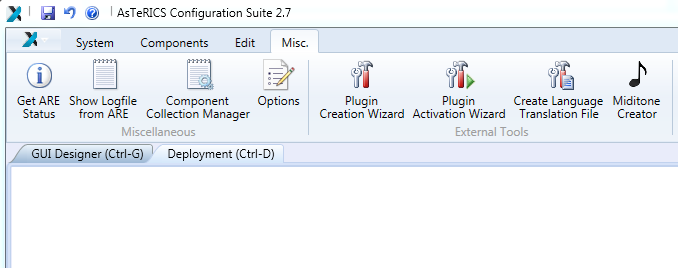 AsTeRICS Configuration Suite 2.7
System Components Edit Misc.
Get ARE Show Logfile Component Options Plugin Plugin Create Language Miditone
Status from ARE Collection Manager Creation Wizard Activation Wizard Translation File Creator
Miscellaneous External Tools
GUI Designer (Ctrl-G) Deployment (Ctrl-D)